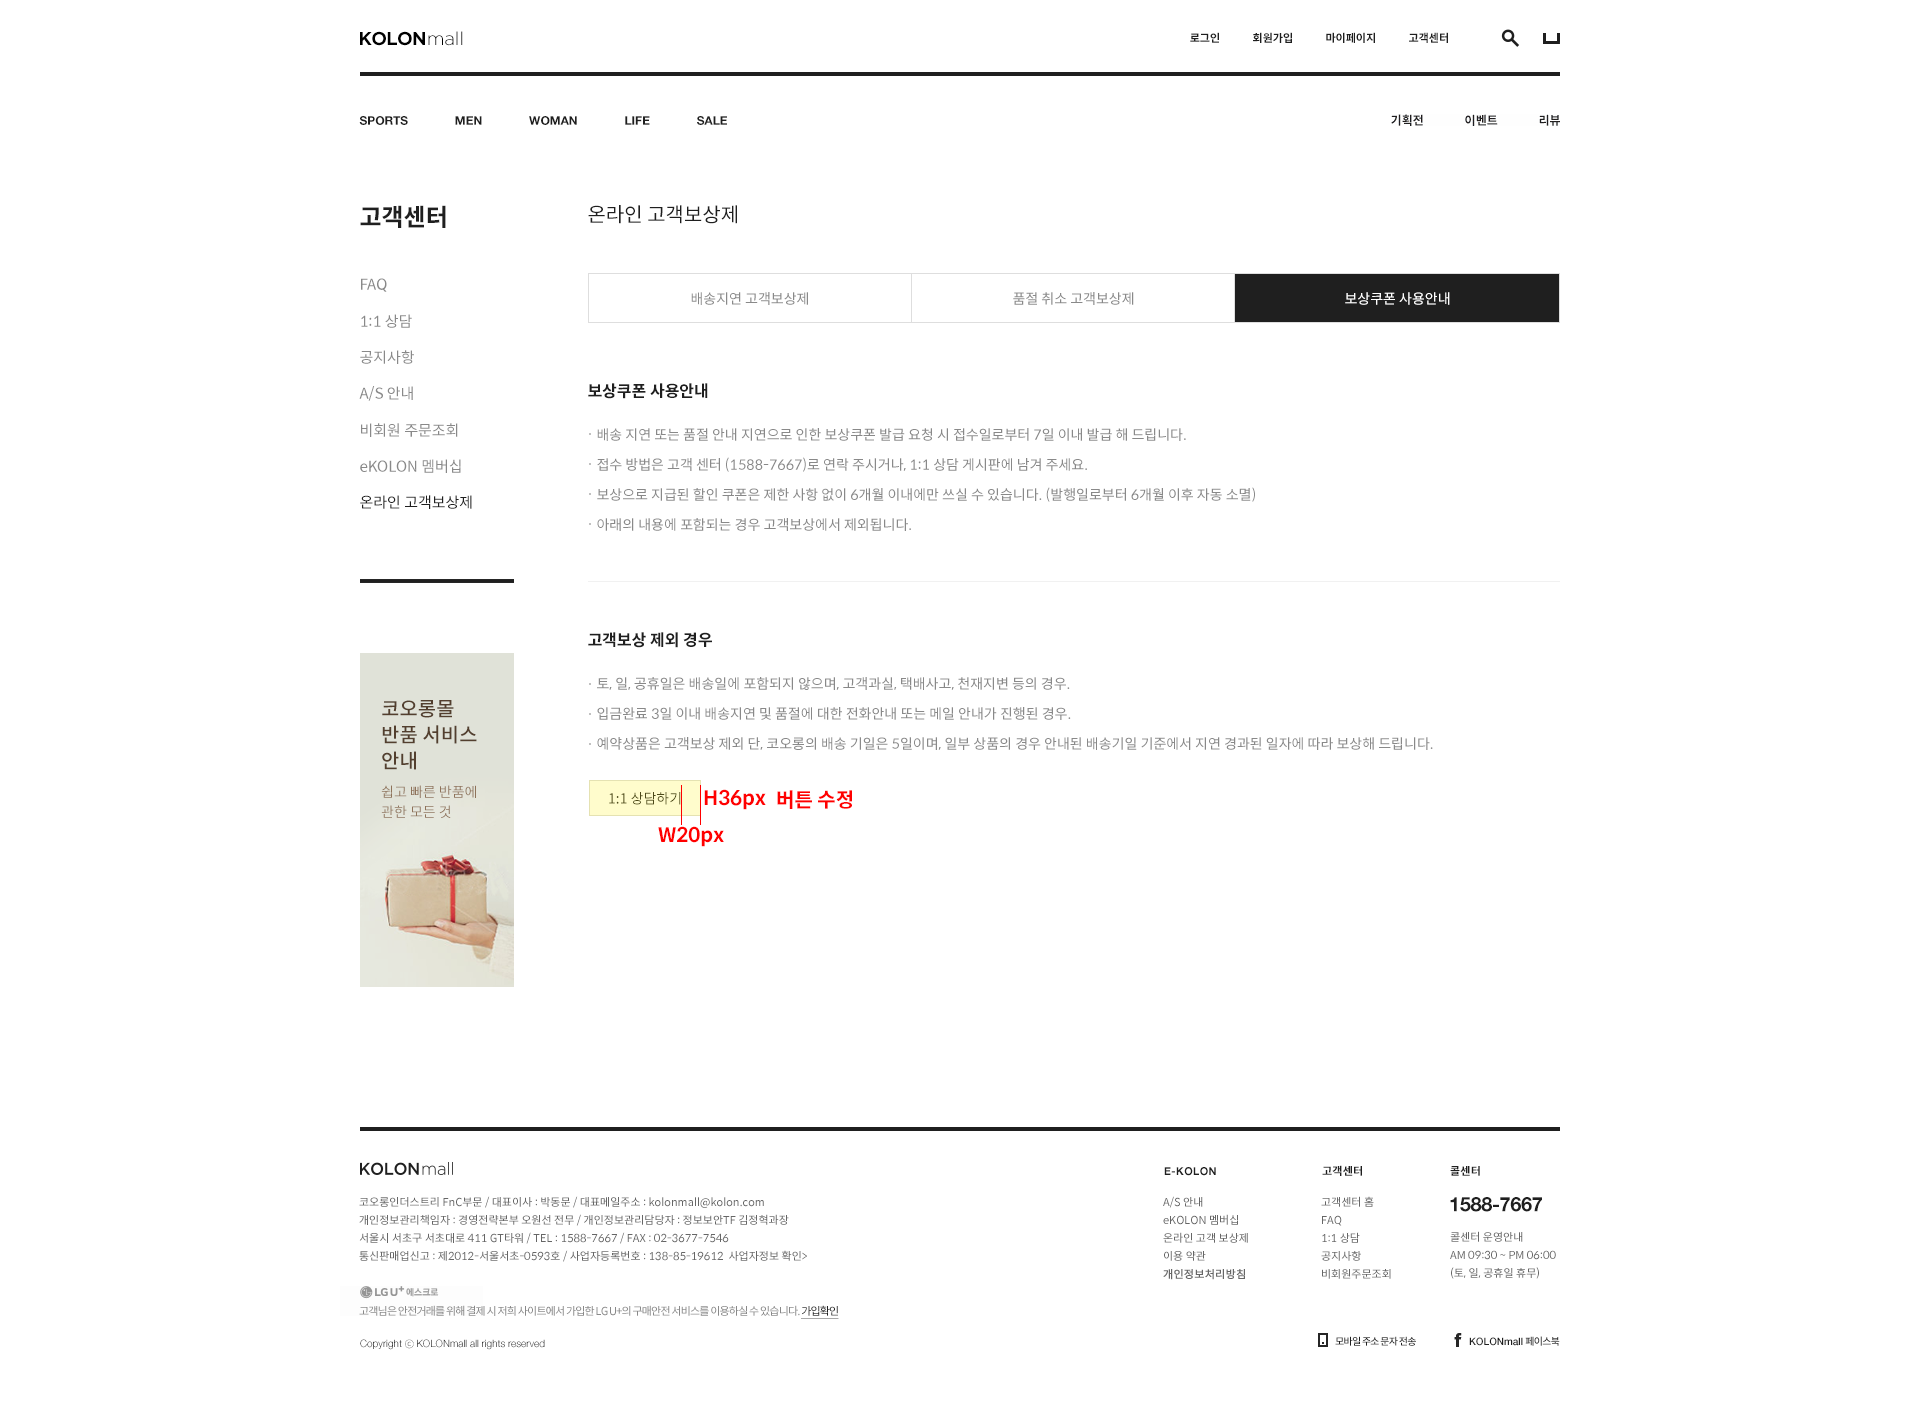 KOLONmall
로그인 회원가입 마이페이지 고객센터
SPORTS MEN WOMAN LIFE SALE 기획전 이벤트 리뷰
고객센터
FAQ
1:1 상담
공지사항
A/S 안내
비회원 주문조회
eKOLON 멤버십
온라인 고객보상제
코오롱몰
반품 서비스
안내
쉽고 빠른 반품에
관한 모든 것
온라인 고객보상제
배송지연 고객보상제 품절 취소 고객보상제 보상쿠폰 사용안내
보상쿠폰 사용안내
· 배송 지연 또는 품절 안내 지연으로 인한 보상쿠폰 발급 요청 시 접수일로부터 7일 이내 발급 해 드립니다.
· 접수 방법은 고객 센터 (1588-7667)로 연락 주시거나, 1:1 상담 게시판에 남겨 주세요.
· 보상으로 지급된 할인 쿠폰은 제한 사항 없이 6개월 이내에만 쓰실 수 있습니다. (발행일로부터 6개월 이후 자동 소멸)
· 아래의 내용에 포함되는 경우 고객보상에서 제외됩니다.
고객보상 제외 경우
· 토, 일, 공휴일은 배송일에 포함되지 않으며, 고객과실, 택배사고, 천재지변 등의 경우.
· 입금완료 3일 이내 배송지연 및 품절에 대한 전화안내 또는 메일 안내가 진행된 경우.
· 예약상품은 고객보상 제외 단, 코오롱의 배송 기일은 5일이며, 일부 상품의 경우 안내된 배송기일 기준에서 지연 경과된 일자에 따라 보상해 드립니다.
1:1 상담하기 H36px 버튼 수정
W20px
KOLONmall
코오롱인더스트리 FnC부문 / 대표이사 : 박동문 / 대표메일주소 : kolonmall@kolon.com
개인정보관리책임자 : 경영전략본부 오원선 전무 / 개인정보관리담당자 : 정보보안TF 김정혁과장
서울시 서초구 서초대로 411 GT타워 / TEL : 1588-7667 / FAX : 02-3677-7546
통신판매업신고 : 제2012-서울서초-0593호 / 사업자등록번호 : 138-85-19612 사업자정보 확인>
LG U+ 에스크로
고객님은 안전거래를 위해 결제 시 저희 사이트에서 가입한 LG U+의 구매안전 서비스를 이용하실 수 있습니다. 가입확인
Copyright ⓒ KOLONmall all rights reserved
E-KOLON
A/S 안내
eKOLON 멤버십
온라인 고객 보상제
이용 약관
개인정보처리방침
고객센터
고객센터 홈
FAQ
1:1 상담
공지사항
비회원주문조회
콜센터
1588-7667
콜센터 운영안내
AM 09:30 ~ PM 06:00
(토, 일, 공휴일 휴무)
모바일 주소 문자 전송 KOLONmall 페이스북